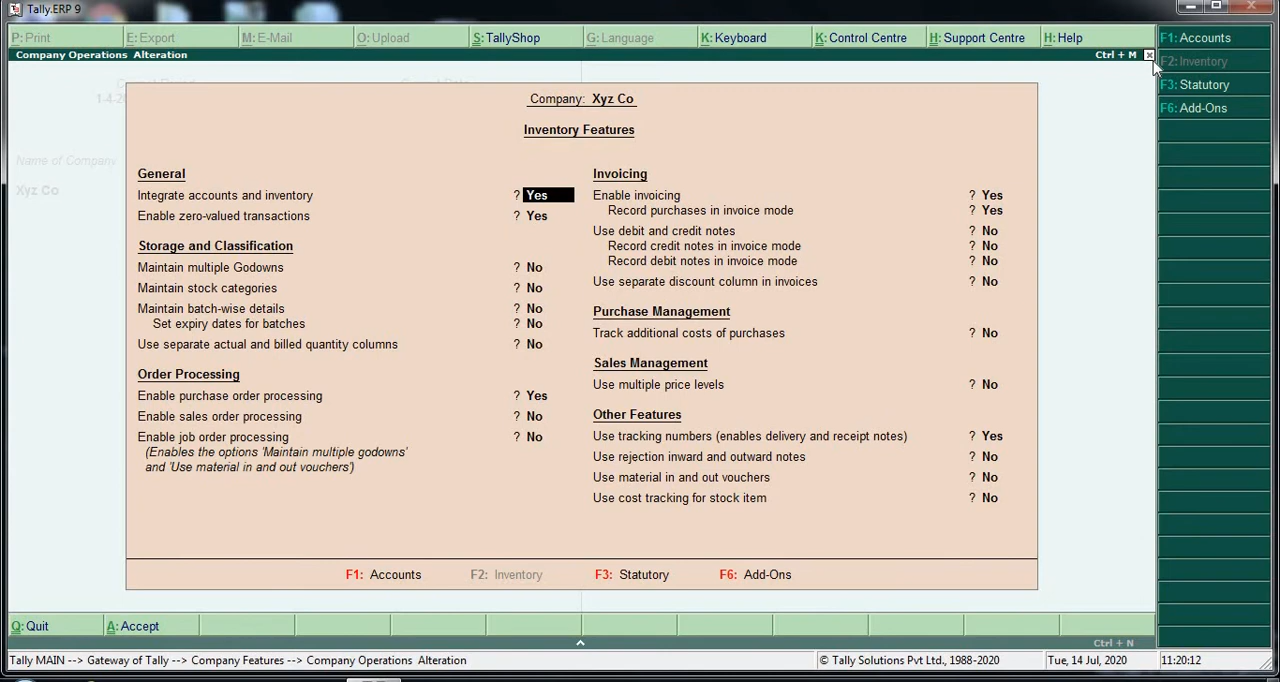 Tally.ERP 9
P: Print E: Export M: E-Mail O: Upload S: TallyShop G: Language K: Keyboard K: Control Centre H: Support Centre H: Help
F1: Accounts
F2: Inventory
F3: Statutory
F6: Add-Ons
Company Operations Alteration Ctrl + M
Name of Company
Xyz Co
Company: Xyz Co
Inventory Features
General
Integrate accounts and inventory ? Yes
Enable zero-valued transactions ? Yes
Storage and Classification
Maintain multiple Godowns ? No
Maintain stock categories ? No
Maintain batch-wise details ? No
Set expiry dates for batches ? No
Use separate actual and billed quantity columns ? No
Order Processing
Enable purchase order processing ? Yes
Enable sales order processing ? No
Enable job order processing ? No
(Enables the options 'Maintain multiple godowns'
and 'Use material in and out vouchers')
Invoicing
Enable invoicing ? Yes
Record purchases in invoice mode ? Yes
Use debit and credit notes ? No
Record credit notes in invoice mode ? No
Record debit notes in invoice mode ? No
Use separate discount column in invoices ? No
Purchase Management
Track additional costs of purchases ? No
Sales Management
Use multiple price levels ? No
Other Features
Use tracking numbers (enables delivery and receipt notes) ? Yes
Use rejection inward and outward notes ? No
Use material in and out vouchers ? No
Use cost tracking for stock item ? No
F1: Accounts F2: Inventory F3: Statutory F6: Add-Ons
Q: Quit A: Accept
Ctrl + N
Tally MAIN --> Gateway of Tally --> Company Features --> Company Operations Alteration © Tally Solutions Pvt Ltd., 1988-2020 Tue, 14 Jul, 2020 11:20:12